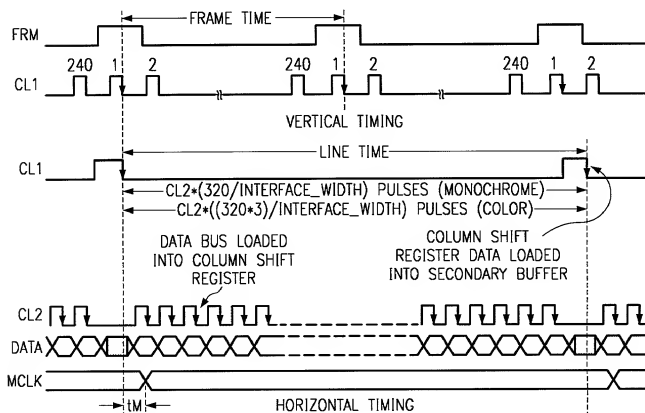 FRAME TIME
FRM
240 1 2 240 1 2 240 1 2
CL1
VERTICAL TIMING
LINE TIME
CL1
CL2*(320/INTERFACE_WIDTH) PULSES (MONOCHROME)
CL2*((320*3)/INTERFACE_WIDTH) PULSES (COLOR)
DATA BUS LOADED
INTO COLUMN SHIFT
REGISTER
COLUMN SHIFT
REGISTER DATA LOADED
INTO SECONDARY BUFFER
CL2
DATA
MCLK
tM
HORIZONTAL TIMING